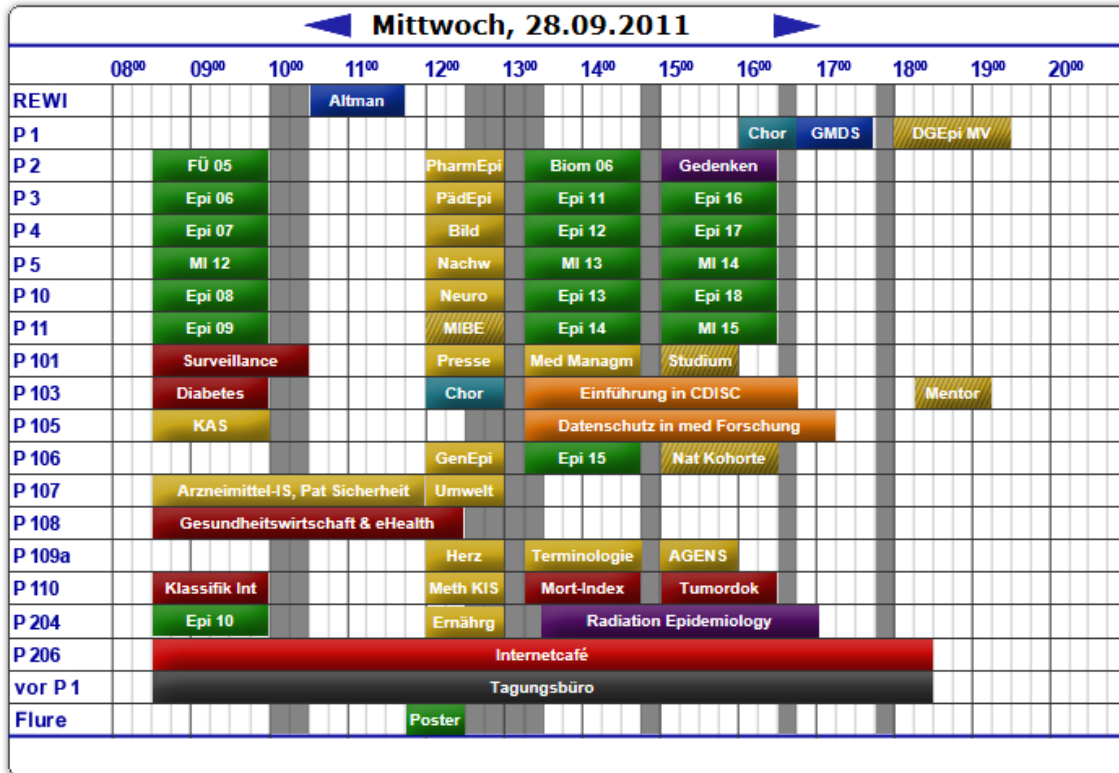 Mittwoch, 28.09.2011
08⁰⁰ 09⁰⁰ 10⁰⁰ 11⁰⁰ 12⁰⁰ 13⁰⁰ 14⁰⁰ 15⁰⁰ 16⁰⁰ 17⁰⁰ 18⁰⁰ 19⁰⁰ 20⁰⁰
REWI Altman
P 1 Chor GMDS DGEpi MV
P 2 FÜ 05 PharmEpi Biom 06 Gedenken
P 3 Epi 06 PädEpi Epi 11 Epi 16
P 4 Epi 07 Bild Epi 12 Epi 17
P 5 MI 12 Nachw MI 13 MI 14
P 10 Epi 08 Neuro Epi 13 Epi 18
P 11 Epi 09 MIBE Epi 14 MI 15
P 101 Surveillance Presse Med Managm Studium
P 103 Diabetes Chor Einführung in CDISC Mentor
P 105 KAS Datenschutz in med Forschung
P 106 GenEpi Epi 15 Nat Kohorte
P 107 Arzneimittel-IS, Pat Sicherheit Umwelt
P 108 Gesundheitswirtschaft & eHealth
P 109a Herz Terminologie AGENS
P 110 Klassifik Int Meth KIS Mort-Index Tumordok
P 204 Epi 10 Ernährg Radiation Epidemiology
P 206 Internetcafé
vor P 1 Tagungsbüro
Flure Poster